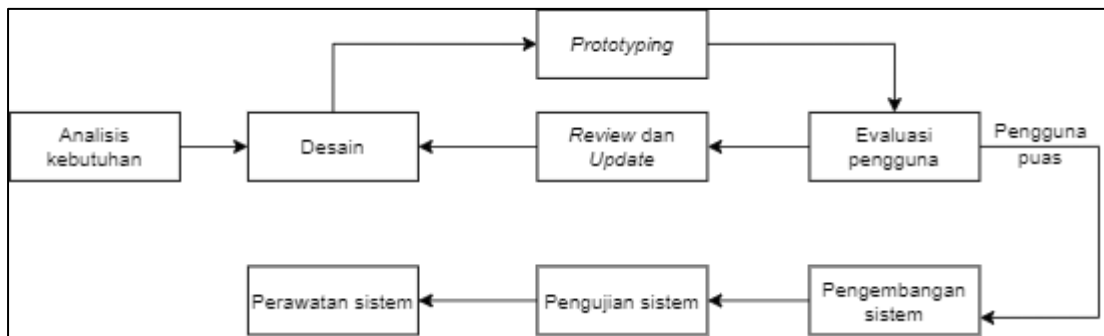 Prototyping
Analisis
kebutuhan
Desain
Review dan
Update
Evaluasi
pengguna
Pengguna
puas
Perawatan sistem
Pengujian sistem
Pengembangan
sistem